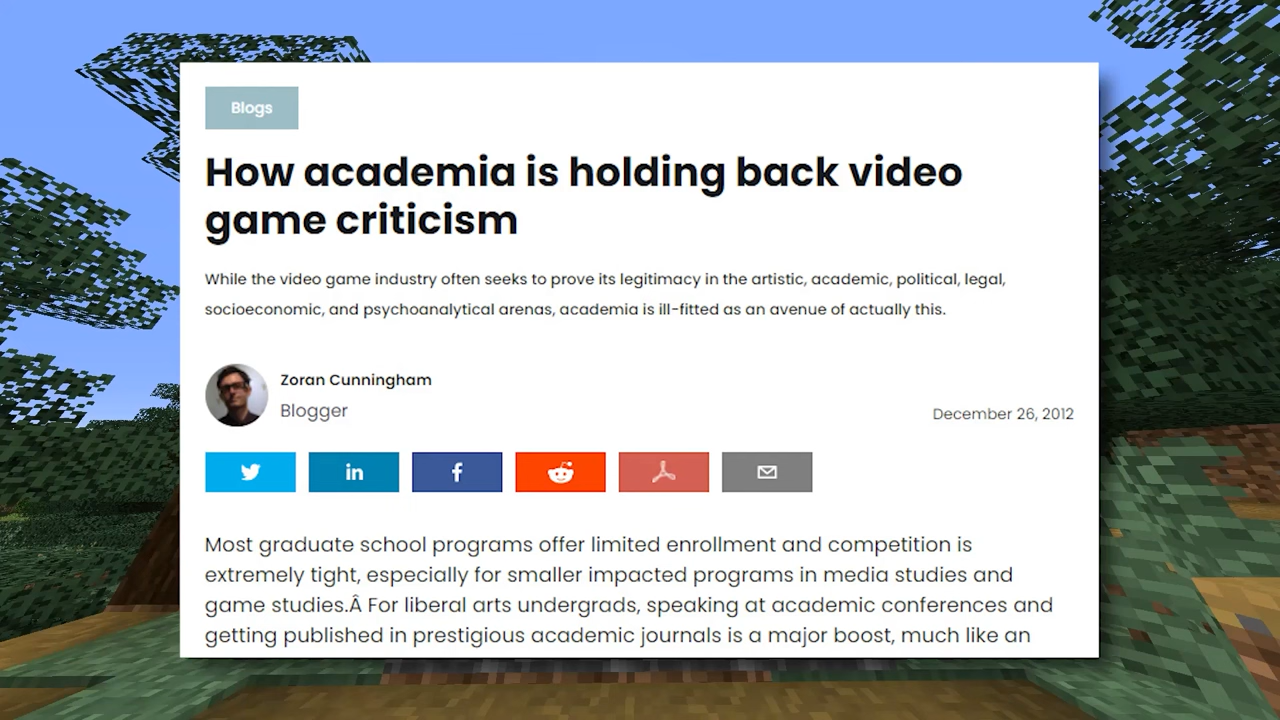 Blogs
How academia is holding back video
game criticism
While the video game industry often seeks to prove its legitimacy in the artistic, academic, political, legal,
socioeconomic, and psychoanalytical arenas, academia is ill-fitted as an avenue of actually this.
Zoran Cunningham
Blogger
December 26, 2012
Most graduate school programs offer limited enrollment and competition is
extremely tight, especially for smaller impacted programs in media studies and
game studies.Â For liberal arts undergrads, speaking at academic conferences and
getting published in prestigious academic journals is a major boost, much like an